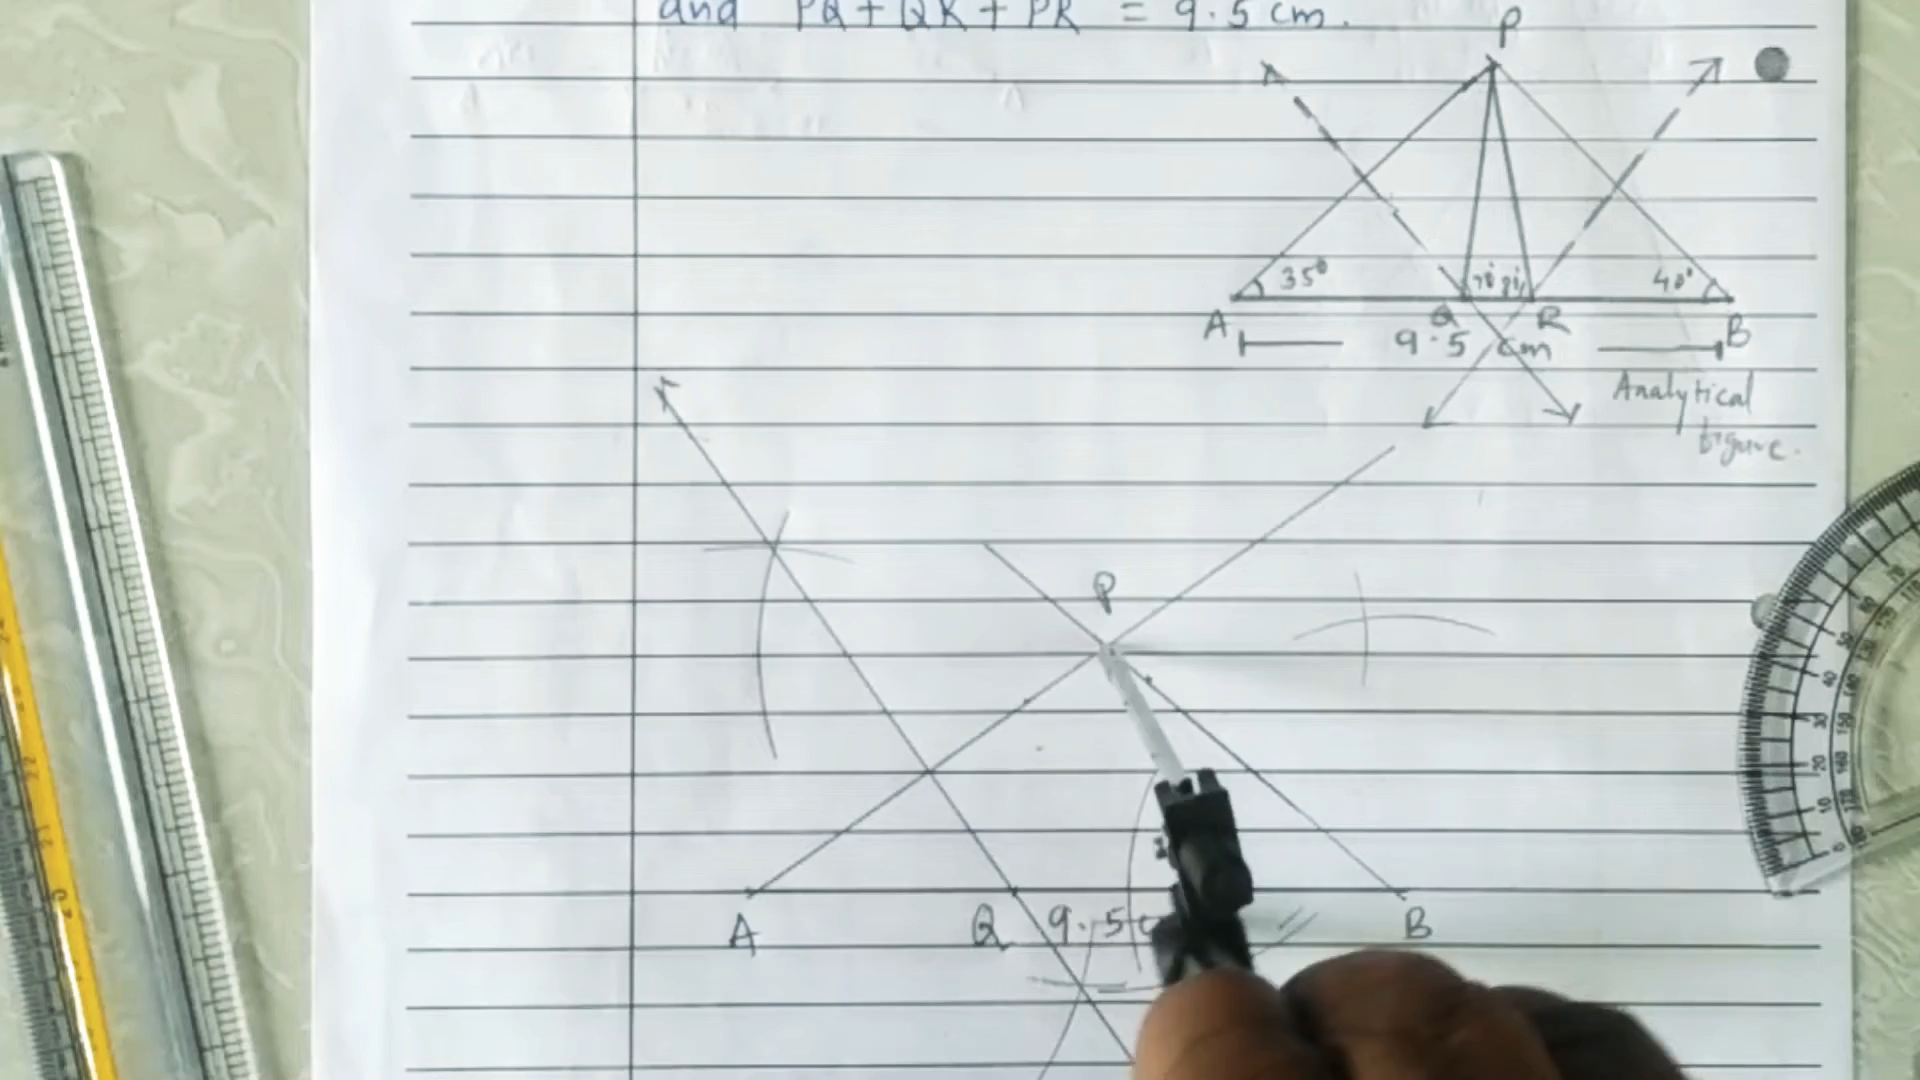 and PQ + QR + PR = 9.5 cm.
P
35° 70° 80° 40°
A Q R B
9.5 cm
Analytical
figure.
P
A Q 9.5 B